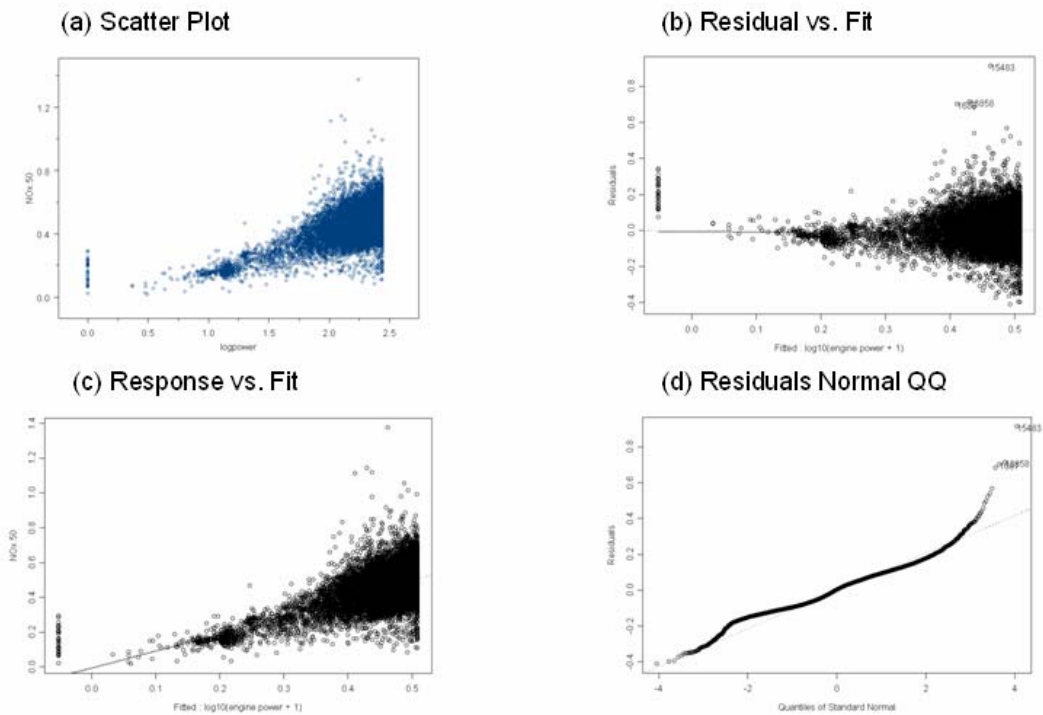 (a) Scatter Plot
NOx.50
1.2
0.8
0.4
0.0
0.0 0.5 1.0 1.5 2.0 2.5
logpower
(b) Residual vs. Fit
Residuals
0.8
0.6
0.4
0.2
0.0
-0.2
-0.4
15483
0.0 0.1 0.2 0.3 0.4 0.5
Fitted : log10(engine.power + 1)
(c) Response vs. Fit
NOx.50
1.4
1.2
1.0
0.8
0.6
0.4
0.2
0.0
0.0 0.1 0.2 0.3 0.4 0.5
Fitted : log10(engine.power + 1)
(d) Residuals Normal QQ
Residuals
0.8
0.6
0.4
0.2
0.0
-0.2
-0.4
15483
-4 -2 0 2 4
Quantiles of Standard Normal